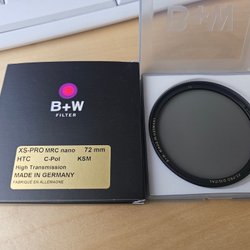 B+W
FILTER
XS-PRO MRC nano 72 mm
HTC C-Pol KSM
High Transmission
MADE IN GERMANY
FABRIQUÉ EN ALLEMAGNE
B+W